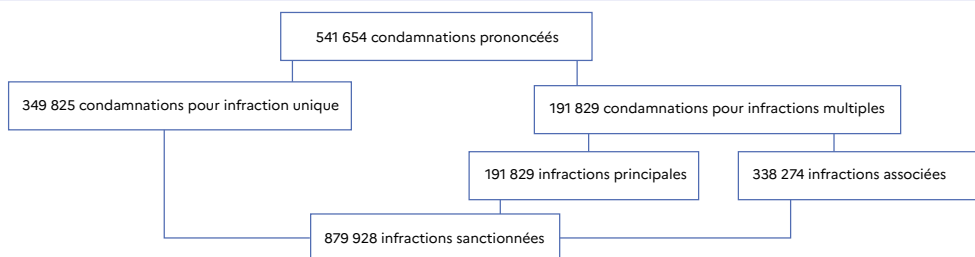 541 654 condamnations prononcéés
349 825 condamnations pour infraction unique
191 829 condamnations pour infractions multiples
191 829 infractions principales
338 274 infractions associées
879 928 infractions sanctionnées